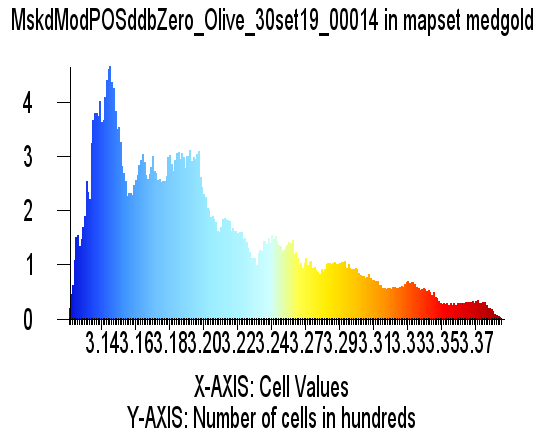 MskdModPOSddbZero_Olive_30set19_00014 in mapset medgold
4
3
2
1
0
3.143.163.183.203.223.243.273.293.313.333.353.37
X-AXIS: Cell Values
Y-AXIS: Number of cells in hundreds